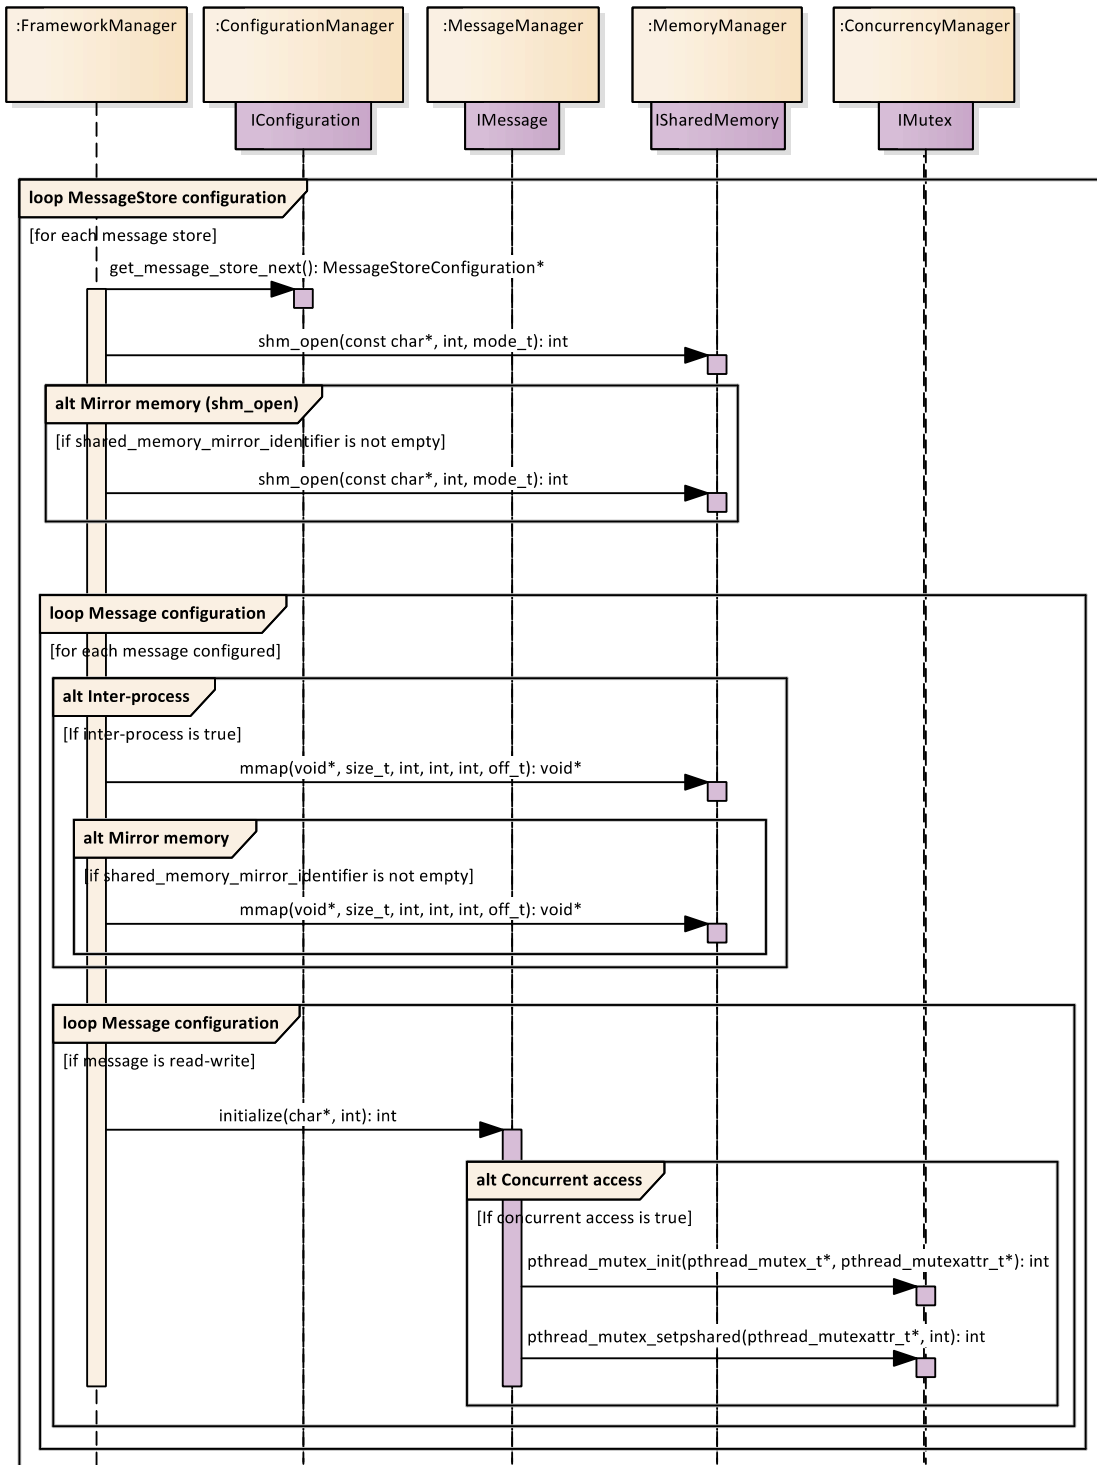 :FrameworkManager
:ConfigurationManager
:MessageManager
:MemoryManager
:ConcurrencyManager
IConfiguration
IMessage
ISharedMemory
IMutex
loop MessageStore configuration
[for each message store]
get_message_store_next(): MessageStoreConfiguration*
shm_open(const char*, int, mode_t): int
alt Mirror memory (shm_open)
[if shared_memory_mirror_identifier is not empty]
shm_open(const char*, int, mode_t): int
loop Message configuration
[for each message configured]
alt Inter-process
[If inter-process is true]
mmap(void*, size_t, int, int, int, off_t): void*
alt Mirror memory
[if shared_memory_mirror_identifier is not empty]
mmap(void*, size_t, int, int, int, off_t): void*
loop Message configuration
[if message is read-write]
initialize(char*, int): int
alt Concurrent access
[If concurrent access is true]
pthread_mutex_init(pthread_mutex_t*, pthread_mutexattr_t*): int
pthread_mutex_setpshared(pthread_mutexattr_t*, int): int